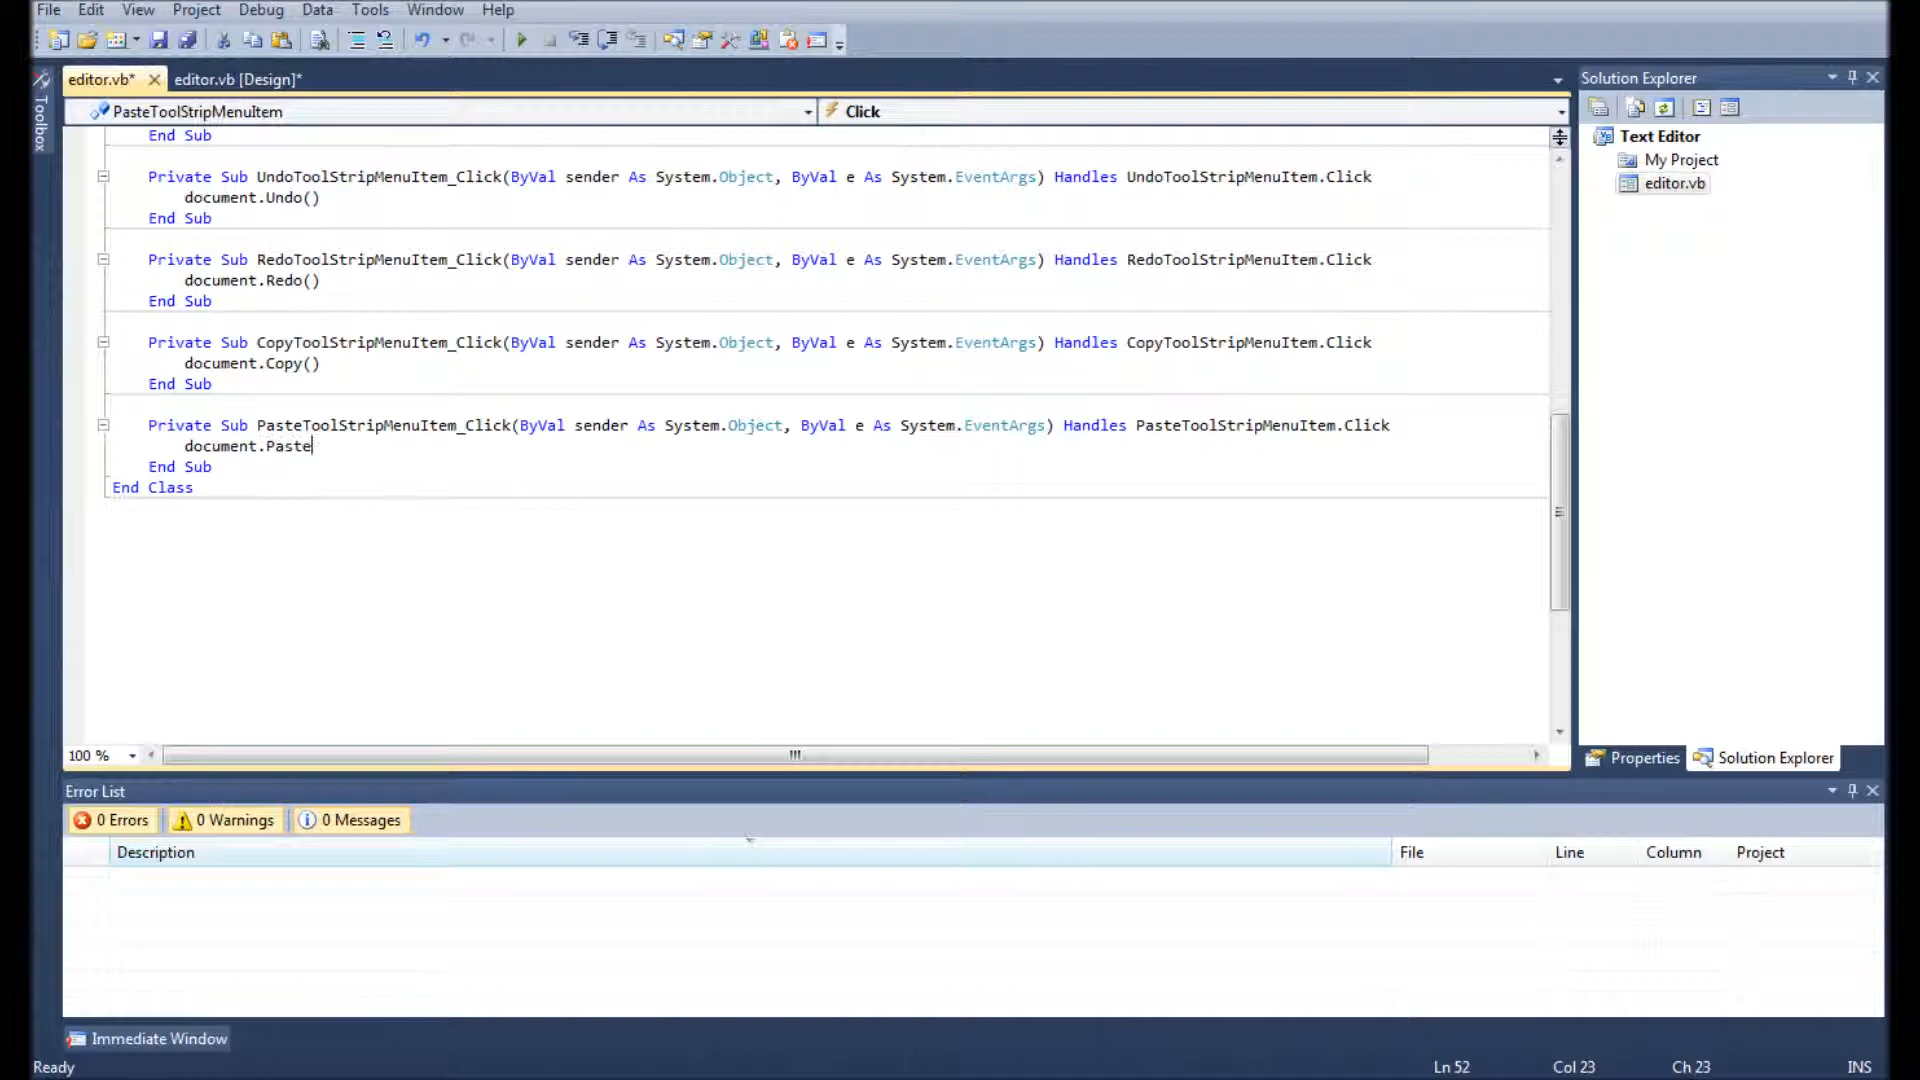 File Edit View Project Debug Data Tools Window Help
editor.vb* editor.vb [Design]*
Solution Explorer
Toolbox
PasteToolStripMenuItem Click
End Sub
Text Editor
My Project
editor.vb
Private Sub UndoToolStripMenuItem_Click(ByVal sender As System.Object, ByVal e As System.EventArgs) Handles UndoToolStripMenuItem.Click
document.Undo()
End Sub
Private Sub RedoToolStripMenuItem_Click(ByVal sender As System.Object, ByVal e As System.EventArgs) Handles RedoToolStripMenuItem.Click
document.Redo()
End Sub
Private Sub CopyToolStripMenuItem_Click(ByVal sender As System.Object, ByVal e As System.EventArgs) Handles CopyToolStripMenuItem.Click
document.Copy()
End Sub
Private Sub PasteToolStripMenuItem_Click(ByVal sender As System.Object, ByVal e As System.EventArgs) Handles PasteToolStripMenuItem.Click
document.Paste
End Sub
End Class
100 %
Properties Solution Explorer
Error List
0 Errors 0 Warnings 0 Messages
Description File Line Column Project
Immediate Window
Ready Ln 52 Col 23 Ch 23 INS